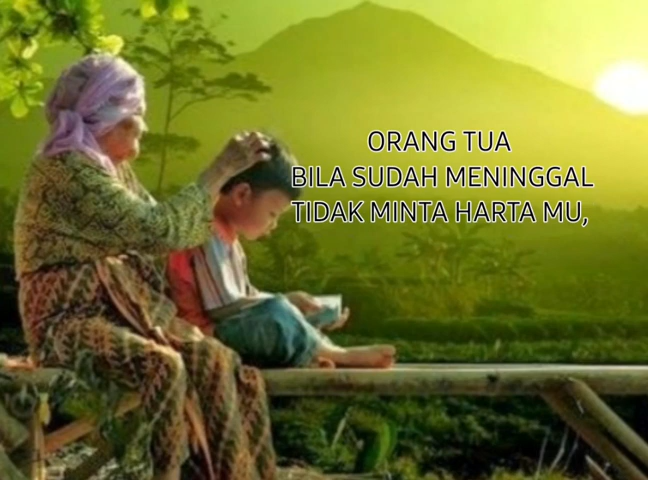 ORANG TUA
BILA SUDAH MENINGGAL
TIDAK MINTA HARTA MU,